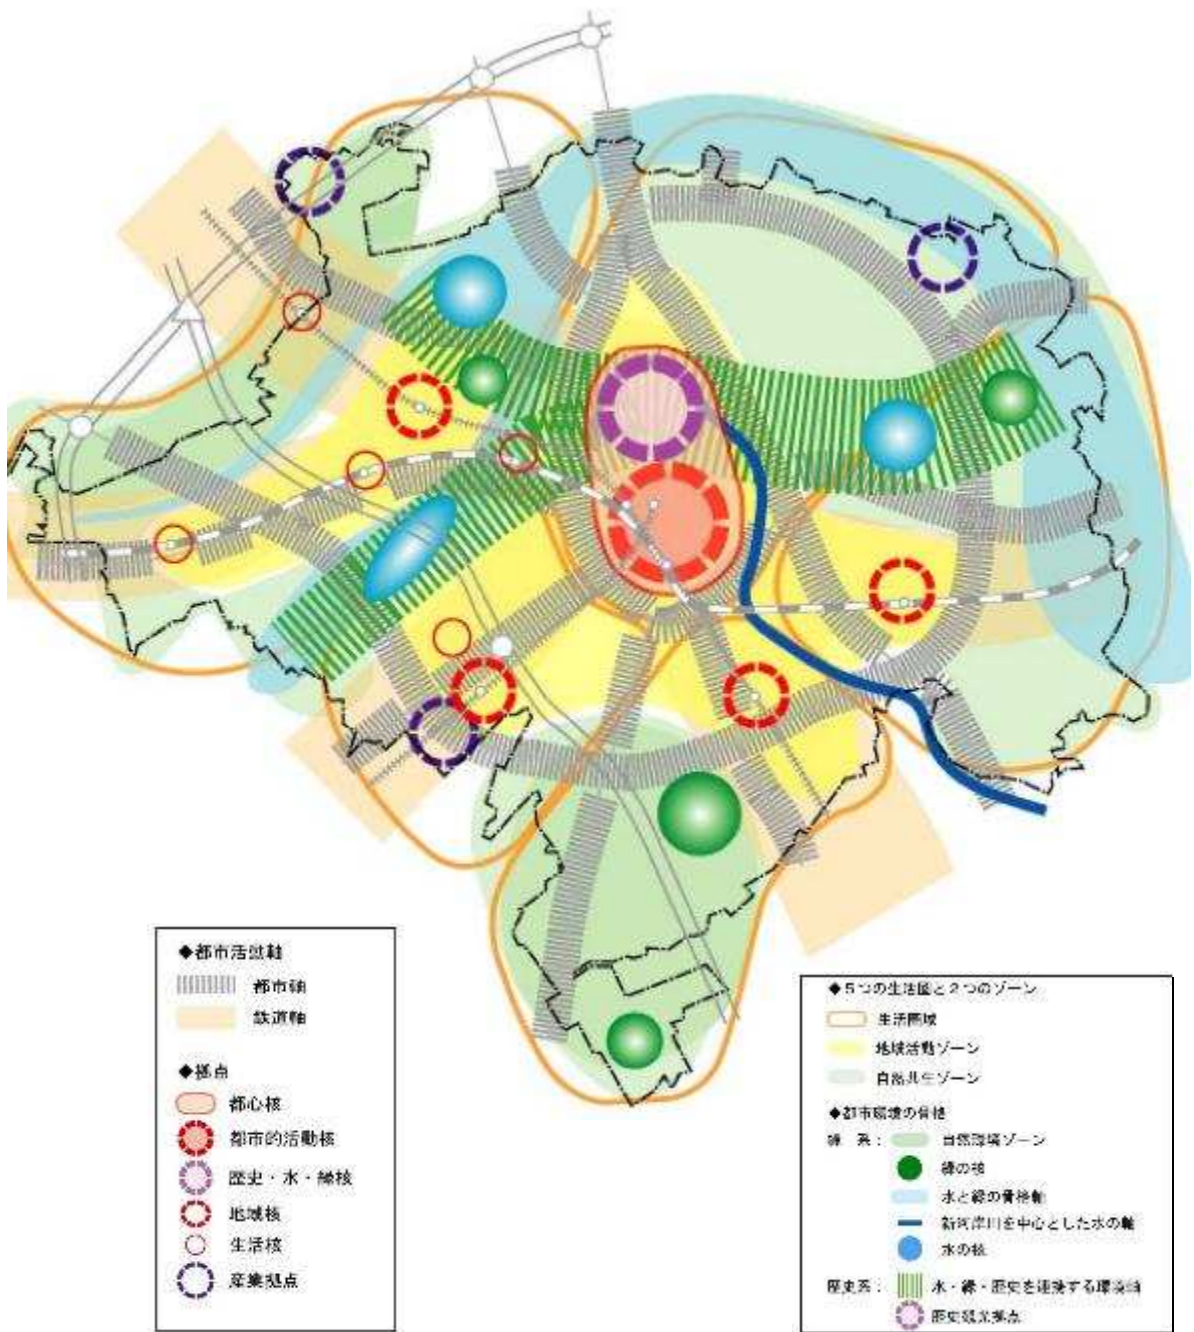 ◆都市活動軸
都市軸
鉄道軸
◆拠点
都心核
都市的活動核
歴史・水・緑核
地域核
生活核
産業拠点
◆5つの生活圏と2つのゾーン
生活圏域
地域活動ゾーン
自然共生ゾーン
◆都市環境の骨格
緑 系： 自然環境ゾーン
緑の核
水と緑の骨格軸
新河岸川を中心とした水の軸
水の核
歴史系： 水・緑・歴史を連携する環境軸
歴史観光拠点